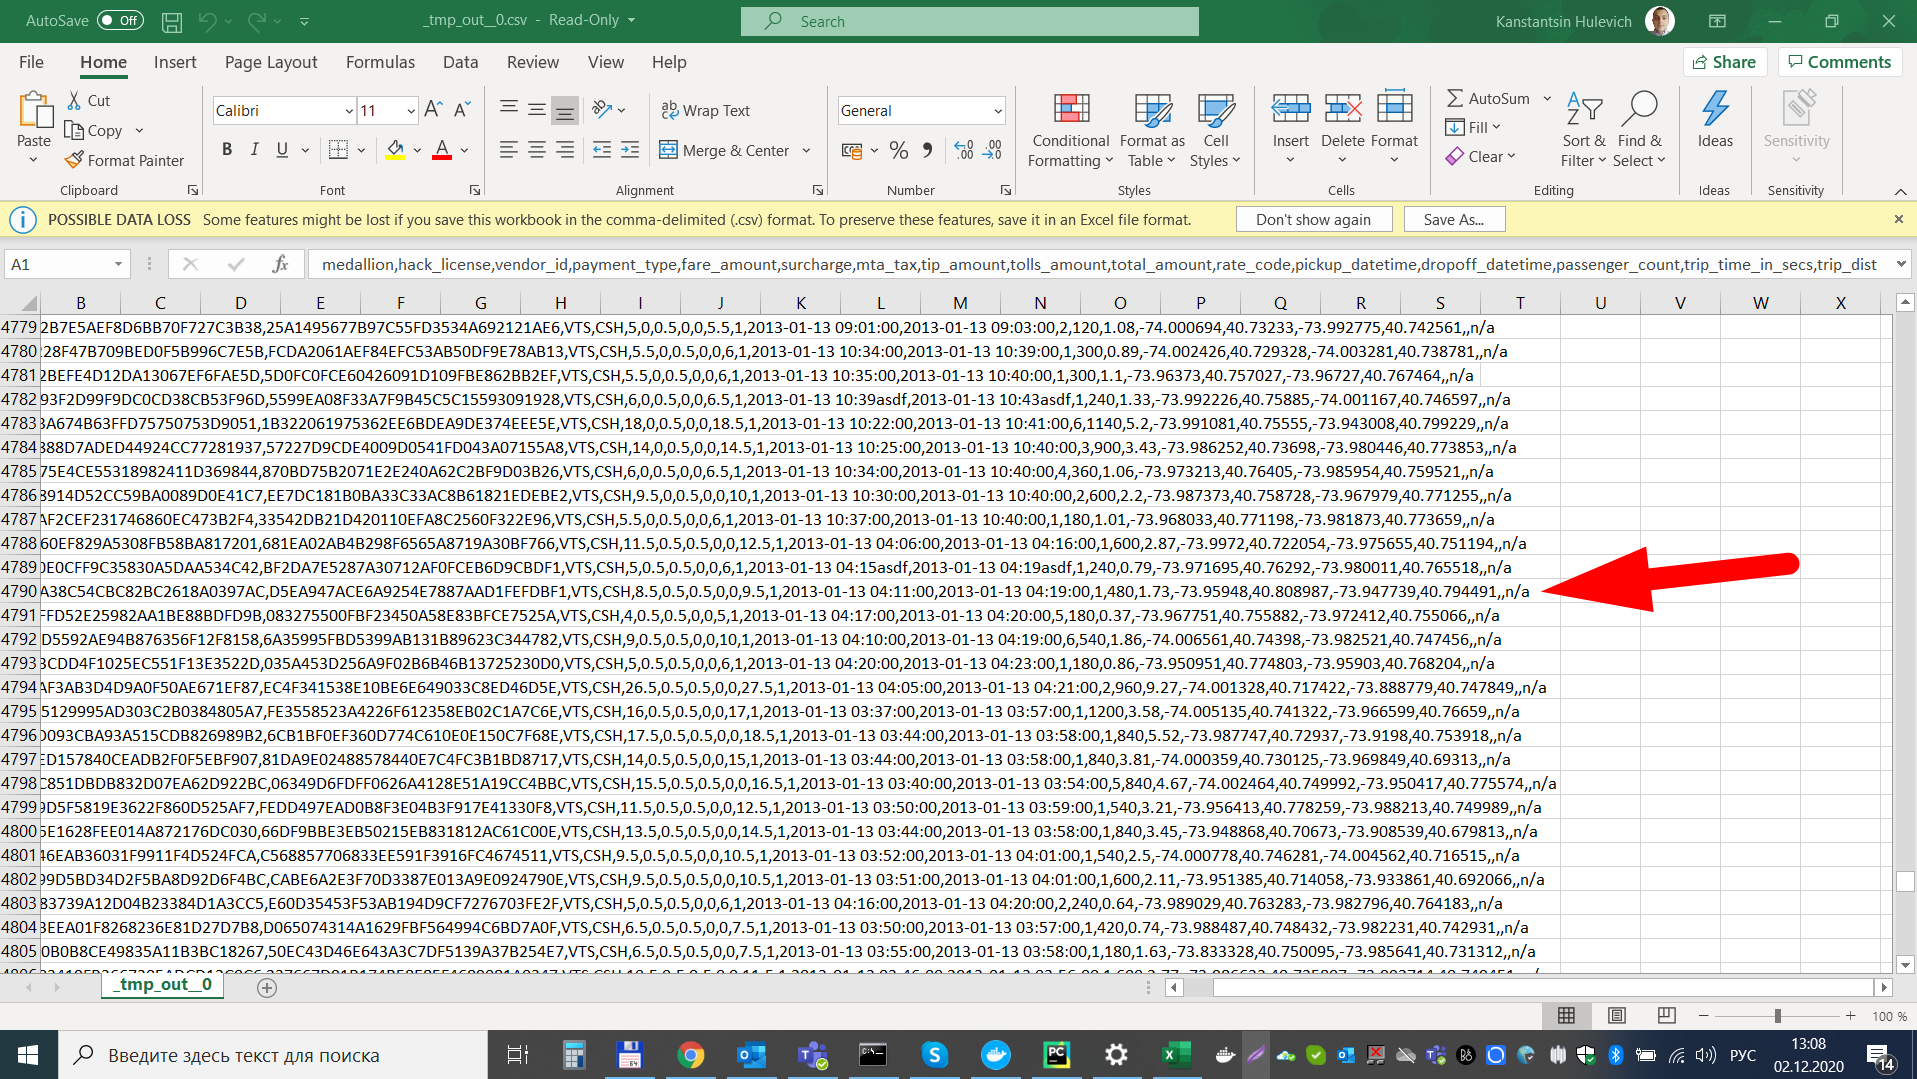 AutoSave Off _tmp_out__0.csv - Read-Only Search Kanstantsin Hulevich
File Home Insert Page Layout Formulas Data Review View Help Share Comments
Paste Cut Copy Format Painter Clipboard
Calibri 11 B I U A Font
Wrap Text Merge & Center Alignment
General % Number
Conditional Formatting Format as Table Cell Styles Styles
Insert Delete Format Cells
AutoSum Fill Clear Sort & Filter Find & Select Editing
Ideas Ideas
Sensitivity Sensitivity
POSSIBLE DATA LOSS Some features might be lost if you save this workbook in the comma-delimited (.csv) format. To preserve these features, save it in an Excel file format. Don't show again Save As...
A1 fx medallion,hack_license,vendor_id,payment_type,fare_amount,surcharge,mta_tax,tip_amount,tolls_amount,total_amount,rate_code,pickup_datetime,dropoff_datetime,passenger_count,trip_time_in_secs,trip_dist
B C D E F G H I J K L M N O P Q R S T U V W X
4779 2B7E5AEF8D6BB70F727C3B38,25A1495677B97C55FD3534A692121AE6,VTS,CSH,5,0,0.5,0,0,5.5,1,2013-01-13 09:01:00,2013-01-13 09:03:00,2,120,1.08,-74.000694,40.73233,-73.992775,40.742561,,n/a
4780 28F47B709BED0F5B996C7E5B,FCDA2061AEF84EFC53AB50DF9E78AB13,VTS,CSH,5.5,0,0.5,0,0,6,1,2013-01-13 10:34:00,2013-01-13 10:39:00,1,300,0.89,-74.002426,40.729328,-74.003281,40.738781,,n/a
4781 2BEFE4D12DA13067EF6FAE5D,5D0FC0FCE60426091D109FBE862BB2EF,VTS,CSH,5.5,0,0.5,0,0,6,1,2013-01-13 10:35:00,2013-01-13 10:40:00,1,300,1.1,-73.96373,40.757027,-73.96727,40.767464,,n/a
4782 93F2D99F9DC0CD38CB53F96D,5599EA08F33A7F9B45C5C15593091928,VTS,CSH,6,0,0.5,0,0,6.5,1,2013-01-13 10:39asdf,2013-01-13 10:43asdf,1,240,1.33,-73.992226,40.75885,-74.001167,40.746597,,n/a
4783 3A674B63FFD75750753D9051,1B322061975362EE6BDEA9DE374EEE5E,VTS,CSH,18,0,0.5,0,0,18.5,1,2013-01-13 10:22:00,2013-01-13 10:41:00,6,1140,5.2,-73.991081,40.75555,-73.943008,40.799229,,n/a
4784 388D7ADED44924CC77281937,57227D9CDE4009D0541FD043A07155A8,VTS,CSH,14,0,0.5,0,0,14.5,1,2013-01-13 10:25:00,2013-01-13 10:40:00,3,900,3.43,-73.986252,40.73698,-73.980446,40.773853,,n/a
4785 75E4CE55318982411D369844,870BD75B2071E2E240A62C2BF9D03B26,VTS,CSH,6,0,0.5,0,0,6.5,1,2013-01-13 10:34:00,2013-01-13 10:40:00,4,360,1.06,-73.973213,40.76405,-73.985954,40.759521,,n/a
4786 3914D52CC59BA0089D0E41C7,EE7DC181B0BA33C33AC8B61821EDEBE2,VTS,CSH,9.5,0,0.5,0,0,10,1,2013-01-13 10:30:00,2013-01-13 10:40:00,2,600,2.2,-73.987373,40.758728,-73.967979,40.771255,,n/a
4787 AF2CEF231746860EC473B2F4,33542DB21D420110EFA8C2560F322E96,VTS,CSH,5.5,0,0.5,0,0,6,1,2013-01-13 10:37:00,2013-01-13 10:40:00,1,180,1.01,-73.968033,40.771198,-73.981873,40.773659,,n/a
4788 60EF829A5308FB58BA817201,681EA02AB4B298F6565A8719A30BF766,VTS,CSH,11.5,0.5,0.5,0,0,12.5,1,2013-01-13 04:06:00,2013-01-13 04:16:00,1,600,2.87,-73.9972,40.722054,-73.975655,40.751194,,n/a
4789 0E0CFF9C35830A5DAA534C42,BF2DA7E5287A30712AF0FCEB6D9CBDF1,VTS,CSH,5,0.5,0.5,0,0,6,1,2013-01-13 04:15asdf,2013-01-13 04:19asdf,1,240,0.79,-73.971695,40.76292,-73.980011,40.765518,,n/a
4790 A38C54CBC82BC2618A0397AC,D5EA947ACE6A9254E7887AAD1FEFDBF1,VTS,CSH,8.5,0.5,0.5,0,0,9.5,1,2013-01-13 04:11:00,2013-01-13 04:19:00,1,480,1.73,-73.95948,40.808987,-73.947739,40.794491,,n/a
4791 FFD52E25982AA1BE88BDFD9B,083275500FBF23450A58E83BFCE7525A,VTS,CSH,4,0.5,0.5,0,0,5,1,2013-01-13 04:17:00,2013-01-13 04:20:00,5,180,0.37,-73.967751,40.755882,-73.972412,40.755066,,n/a
4792 D5592AE94B876356F12F8158,6A35995FBD5399AB131B89623C344782,VTS,CSH,9,0.5,0.5,0,0,10,1,2013-01-13 04:10:00,2013-01-13 04:19:00,6,540,1.86,-74.006561,40.74398,-73.982521,40.747456,,n/a
4793 3CDD4F1025EC551F13E3522D,035A453D256A9F02B6B46B13725230D0,VTS,CSH,5,0.5,0.5,0,0,6,1,2013-01-13 04:20:00,2013-01-13 04:23:00,1,180,0.86,-73.950951,40.774803,-73.95903,40.768204,,n/a
4794 AF3AB3D4D9A0F50AE671EF87,EC4F341538E10BE6E649033C8ED46D5E,VTS,CSH,26.5,0.5,0.5,0,0,27.5,1,2013-01-13 04:05:00,2013-01-13 04:21:00,2,960,9.27,-74.001328,40.717422,-73.888779,40.747849,,n/a
4795 5129995AD303C2B0384805A7,FE3558523A4226F612358EB02C1A7C6E,VTS,CSH,16,0.5,0.5,0,0,17,1,2013-01-13 03:37:00,2013-01-13 03:57:00,1,1200,3.58,-74.005135,40.741322,-73.966599,40.76659,,n/a
4796 D093CBA93A515CDB826989B2,6CB1BF0EF360D774C610E0E150C7F68E,VTS,CSH,17.5,0.5,0.5,0,0,18.5,1,2013-01-13 03:44:00,2013-01-13 03:58:00,1,840,5.52,-73.987747,40.72937,-73.9198,40.753918,,n/a
4797 ED157840CEADB2F0F5EBF907,81DA9E02488578440E7C4FC3B1BD8717,VTS,CSH,14,0.5,0.5,0,0,15,1,2013-01-13 03:44:00,2013-01-13 03:58:00,1,840,3.81,-74.000359,40.730125,-73.969849,40.69313,,n/a
4798 C851DBDB832D07EA62D922BC,06349D6FDFF0626A4128E51A19CC4BBC,VTS,CSH,15.5,0.5,0.5,0,0,16.5,1,2013-01-13 03:40:00,2013-01-13 03:54:00,5,840,4.67,-74.002464,40.749992,-73.950417,40.775574,,n/a
4799 9D5F5819E3622F860D525AF7,FEDD497EAD0B8F3E04B3F917E41330F8,VTS,CSH,11.5,0.5,0.5,0,0,12.5,1,2013-01-13 03:50:00,2013-01-13 03:59:00,1,540,3.21,-73.956413,40.778259,-73.988213,40.749989,,n/a
4800 5E1628FEE014A872176DC030,66DF9BBE3EB50215EB831812AC61C00E,VTS,CSH,13.5,0.5,0.5,0,0,14.5,1,2013-01-13 03:44:00,2013-01-13 03:58:00,1,840,3.45,-73.948868,40.70673,-73.908539,40.679813,,n/a
4801 46EAB36031F9911F4D524FCA,C568857706833EE591F3916FC4674511,VTS,CSH,9.5,0.5,0.5,0,0,10.5,1,2013-01-13 03:52:00,2013-01-13 04:01:00,1,540,2.5,-74.000778,40.746281,-74.004562,40.716515,,n/a
4802 99D5BD34D2F5BA8D92D6F4BC,CABE6A2E3F70D3387E013A9E0924790E,VTS,CSH,9.5,0.5,0.5,0,0,10.5,1,2013-01-13 03:51:00,2013-01-13 04:01:00,1,600,2.11,-73.951385,40.714058,-73.933861,40.692066,,n/a
4803 83739A12D04B23384D1A3CC5,E60D35453F53AB194D9CF7276703FE2F,VTS,CSH,5,0.5,0.5,0,0,6,1,2013-01-13 04:16:00,2013-01-13 04:20:00,2,240,0.64,-73.989029,40.763283,-73.982796,40.764183,,n/a
4804 3EEA01F8268236E81D27D7B8,D065074314A1629FBF564994C6BD7A0F,VTS,CSH,6.5,0.5,0.5,0,0,7.5,1,2013-01-13 03:50:00,2013-01-13 03:57:00,1,420,0.74,-73.988487,40.748432,-73.982231,40.742931,,n/a
4805 0B0B8CE49835A11B3BC18267,50EC43D46E643A3C7DF5139A37B254E7,VTS,CSH,6.5,0.5,0.5,0,0,7.5,1,2013-01-13 03:55:00,2013-01-13 03:58:00,1,180,1.63,-73.833328,40.750095,-73.985641,40.731312,,n/a
_tmp_out__0
100 %
Введите здесь текст для поиска РУС 13:08
02.12.2020 14